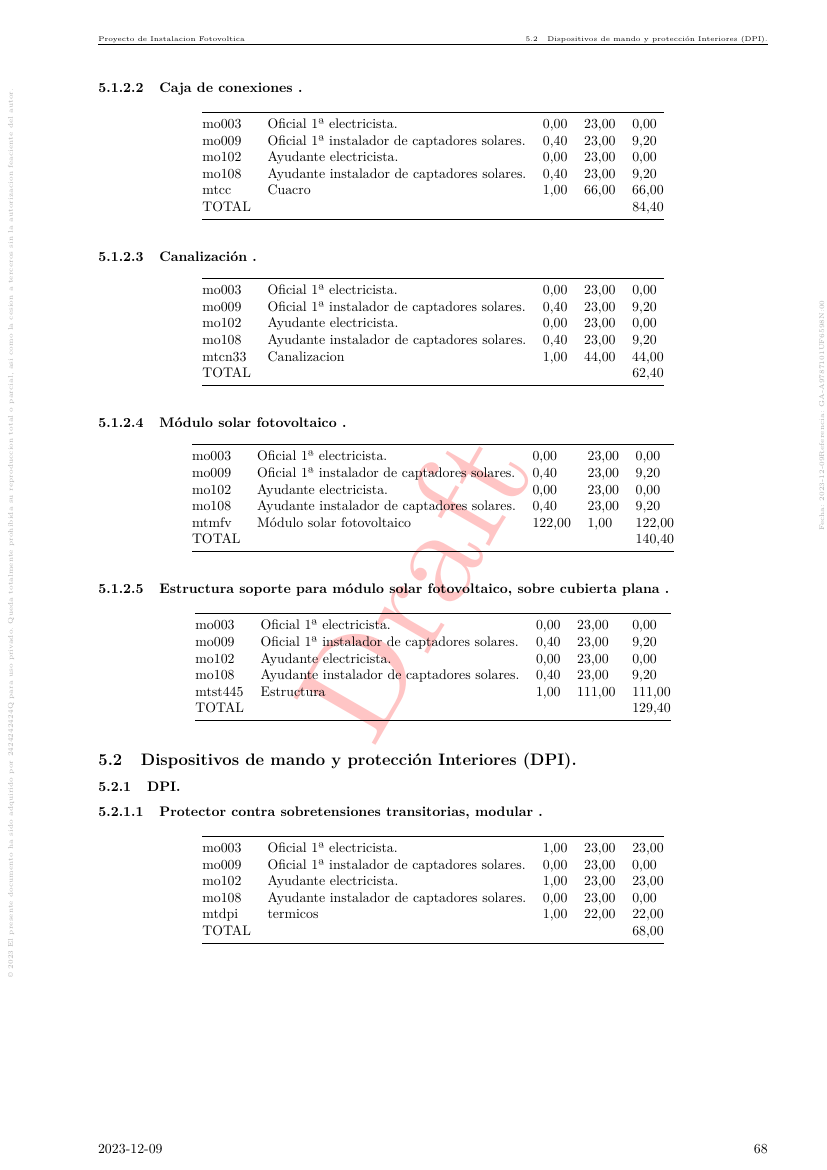 Proyecto de Instalacion Fotovoltica 5.2 Dispositivos de mando y protección Interiores (DPI).
5.1.2.2 Caja de conexiones .
mo003 Oficial 1ª electricista. 0,00 23,00 0,00
mo009 Oficial 1ª instalador de captadores solares. 0,40 23,00 9,20
mo102 Ayudante electricista. 0,00 23,00 0,00
mo108 Ayudante instalador de captadores solares. 0,40 23,00 9,20
mtcc Cuacro 1,00 66,00 66,00
TOTAL 84,40
5.1.2.3 Canalización .
mo003 Oficial 1ª electricista. 0,00 23,00 0,00
mo009 Oficial 1ª instalador de captadores solares. 0,40 23,00 9,20
mo102 Ayudante electricista. 0,00 23,00 0,00
mo108 Ayudante instalador de captadores solares. 0,40 23,00 9,20
mtcn33 Canalizacion 1,00 44,00 44,00
TOTAL 62,40
5.1.2.4 Módulo solar fotovoltaico .
mo003 Oficial 1ª electricista. 0,00 23,00 0,00
mo009 Oficial 1ª instalador de captadores solares. 0,40 23,00 9,20
mo102 Ayudante electricista. 0,00 23,00 0,00
mo108 Ayudante instalador de captadores solares. 0,40 23,00 9,20
mtmfv Módulo solar fotovoltaico 122,00 1,00 122,00
TOTAL 140,40
5.1.2.5 Estructura soporte para módulo solar fotovoltaico, sobre cubierta plana .
mo003 Oficial 1ª electricista. 0,00 23,00 0,00
mo009 Oficial 1ª instalador de captadores solares. 0,40 23,00 9,20
mo102 Ayudante electricista. 0,00 23,00 0,00
mo108 Ayudante instalador de captadores solares. 0,40 23,00 9,20
mtst445 Estructura 1,00 111,00 111,00
TOTAL 129,40
5.2 Dispositivos de mando y protección Interiores (DPI).
5.2.1 DPI.
5.2.1.1 Protector contra sobretensiones transitorias, modular .
mo003 Oficial 1ª electricista. 1,00 23,00 23,00
mo009 Oficial 1ª instalador de captadores solares. 0,00 23,00 0,00
mo102 Ayudante electricista. 1,00 23,00 23,00
mo108 Ayudante instalador de captadores solares. 0,00 23,00 0,00
mtdpi termicos 1,00 22,00 22,00
TOTAL 68,00
2023-12-09 68
Draft
© 2023 El presente documento ha sido adquirido por 2424242424Q para uso privado. Queda totalmente prohibida su reproduccion total o parcial, asi como la cesion a terceros sin la autorizacion feaciente del autor.
Fecha: 2023-12-09Referencia: GA-A9787101UF6598N.00